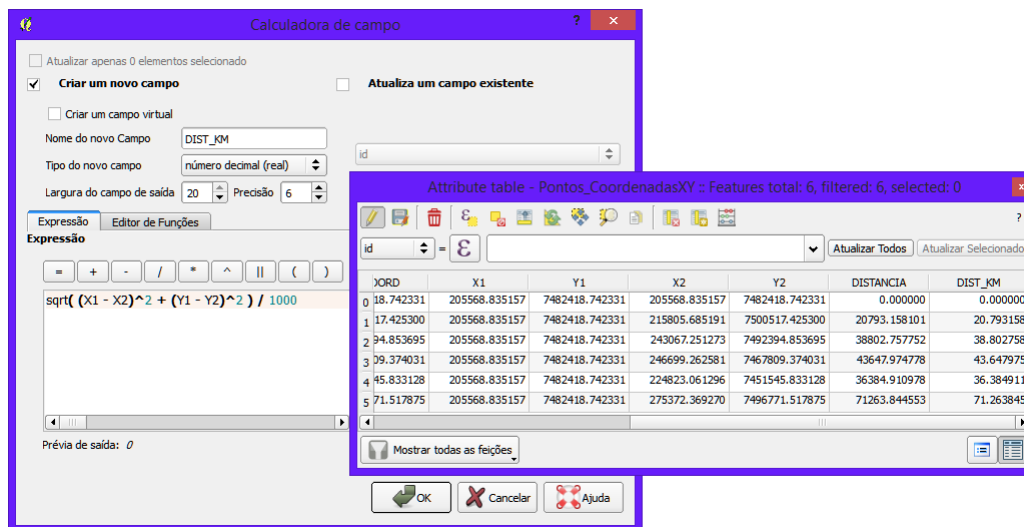 Calculadora de campo ? x
Atualizar apenas 0 elementos selecionado
Criar um novo campo Atualiza um campo existente
Criar um campo virtual
Nome do novo Campo DIST_KM
Tipo do novo campo número decimal (real) id
Largura do campo de saída 20 Precisão 6
Expressão Editor de Funções
Expressão
= + - / * ^ || ( )
sqrt( (X1 - X2)^2 + (Y1 - Y2)^2 ) / 1000
Prévia de saída: 0
OK Cancelar Ajuda
Attribute table - Pontos_CoordenadasXY :: Features total: 6, filtered: 6, selected: 0 x
?
id = ε Atualizar Todos Atualizar Selecionado
OORD X1 Y1 X2 Y2 DISTANCIA DIST_KM
0 18.742331 205568.835157 7482418.742331 205568.835157 7482418.742331 0.000000 0.000000
1 17.425300 205568.835157 7482418.742331 215805.685191 7500517.425300 20793.158101 20.793158
2 94.853695 205568.835157 7482418.742331 243067.251273 7492394.853695 38802.757752 38.802758
3 09.374031 205568.835157 7482418.742331 246699.262581 7467809.374031 43647.974778 43.647975
4 45.833128 205568.835157 7482418.742331 224823.061296 7451545.833128 36384.910978 36.384911
5 71.517875 205568.835157 7482418.742331 275372.369270 7496771.517875 71263.844553 71.263845
Mostrar todas as feições